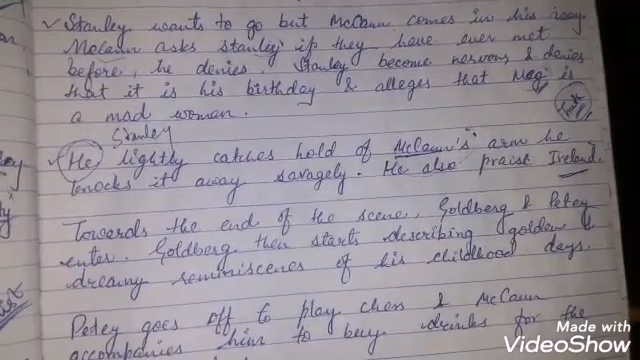 ✓ Stanley wants to go but McCann comes in his way.
McCann asks stanley if they have ever met
before, he denies. Stanley become nervous & denies
that it is his birthday & alleges that Meg is
a mad woman.
Stanley
✓ He lightly catches hold of McCann's arm he
knocks it away savagely. He also praise Ireland.
Towards the end of the scene, Goldberg & Petey
enter. Goldberg then starts describing golden &
dreamy reminiscenes of his childhood days.
Petey goes off to play chess & McCann
accompanies him to buy drinks for the
Made with
VideoShow